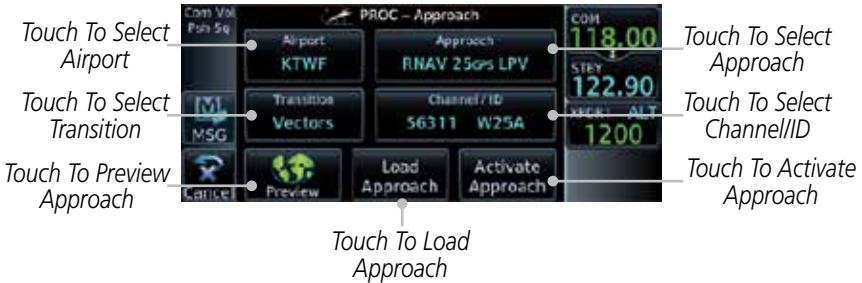 Touch To Select
Airport
Touch To Select
Transition
Touch To Preview
Approach
Com Vol
Psh Sq
MSG
Cancel
PROC – Approach
Airport
KTWF
Approach
RNAV 25GPS LPV
Transition
Vectors
Channel / ID
56311 W25A
Preview
Load
Approach
Activate
Approach
COM
118.00
STBY
122.90
XPDR1 ALT
1200
Touch To Select
Approach
Touch To Select
Channel/ID
Touch To Activate
Approach
Touch To Load
Approach